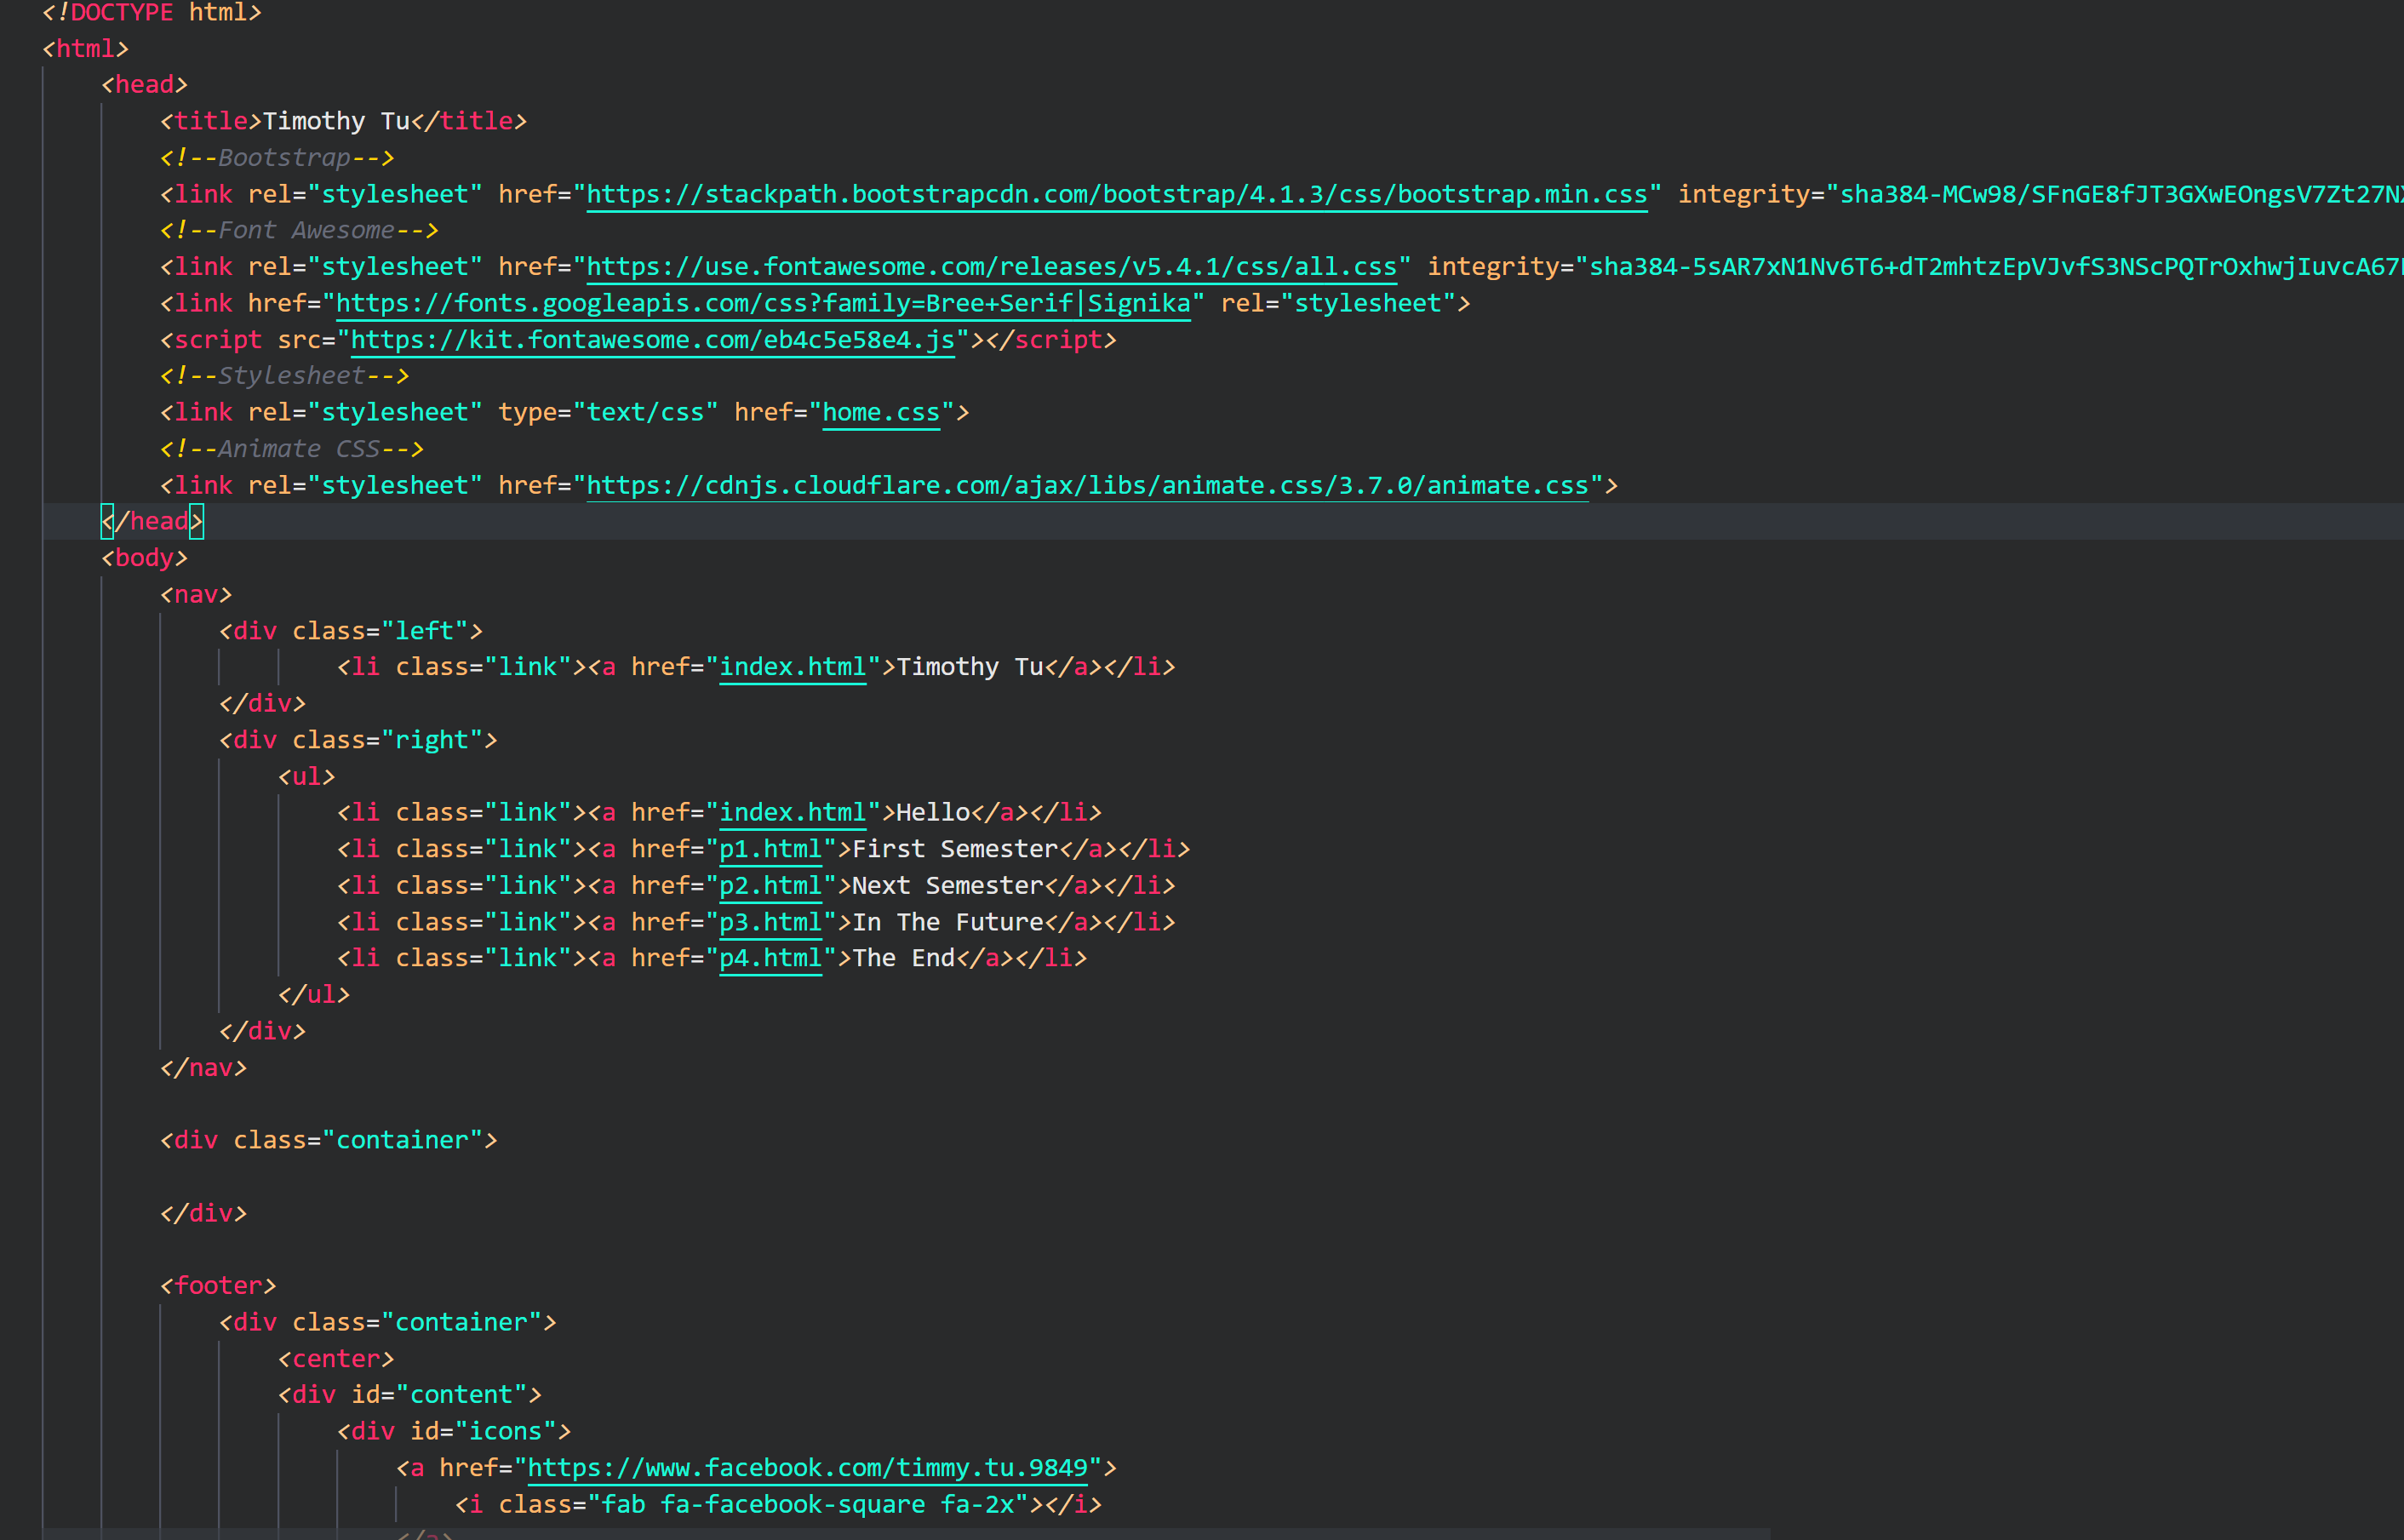 <!DOCTYPE html>
<html>
<head>
<title>Timothy Tu</title>
<!--Bootstrap-->
<link rel="stylesheet" href="https://stackpath.bootstrapcdn.com/bootstrap/4.1.3/css/bootstrap.min.css" integrity="sha384-MCw98/SFnGE8fJT3GXwEOngsV7Zt27NX
<!--Font Awesome-->
<link rel="stylesheet" href="https://use.fontawesome.com/releases/v5.4.1/css/all.css" integrity="sha384-5sAR7xN1Nv6T6+dT2mhtzEpVJvfS3NScPQTrOxhwjIuvcA67
<link href="https://fonts.googleapis.com/css?family=Bree+Serif|Signika" rel="stylesheet">
<script src="https://kit.fontawesome.com/eb4c5e58e4.js"></script>
<!--Stylesheet-->
<link rel="stylesheet" type="text/css" href="home.css">
<!--Animate CSS-->
<link rel="stylesheet" href="https://cdnjs.cloudflare.com/ajax/libs/animate.css/3.7.0/animate.css">
</head>
<body>
<nav>
<div class="left">
<li class="link"><a href="index.html">Timothy Tu</a></li>
</div>
<div class="right">
<ul>
<li class="link"><a href="index.html">Hello</a></li>
<li class="link"><a href="p1.html">First Semester</a></li>
<li class="link"><a href="p2.html">Next Semester</a></li>
<li class="link"><a href="p3.html">In The Future</a></li>
<li class="link"><a href="p4.html">The End</a></li>
</ul>
</div>
</nav>
<div class="container">
</div>
<footer>
<div class="container">
<center>
<div id="content">
<div id="icons">
<a href="https://www.facebook.com/timmy.tu.9849">
<i class="fab fa-facebook-square fa-2x"></i>